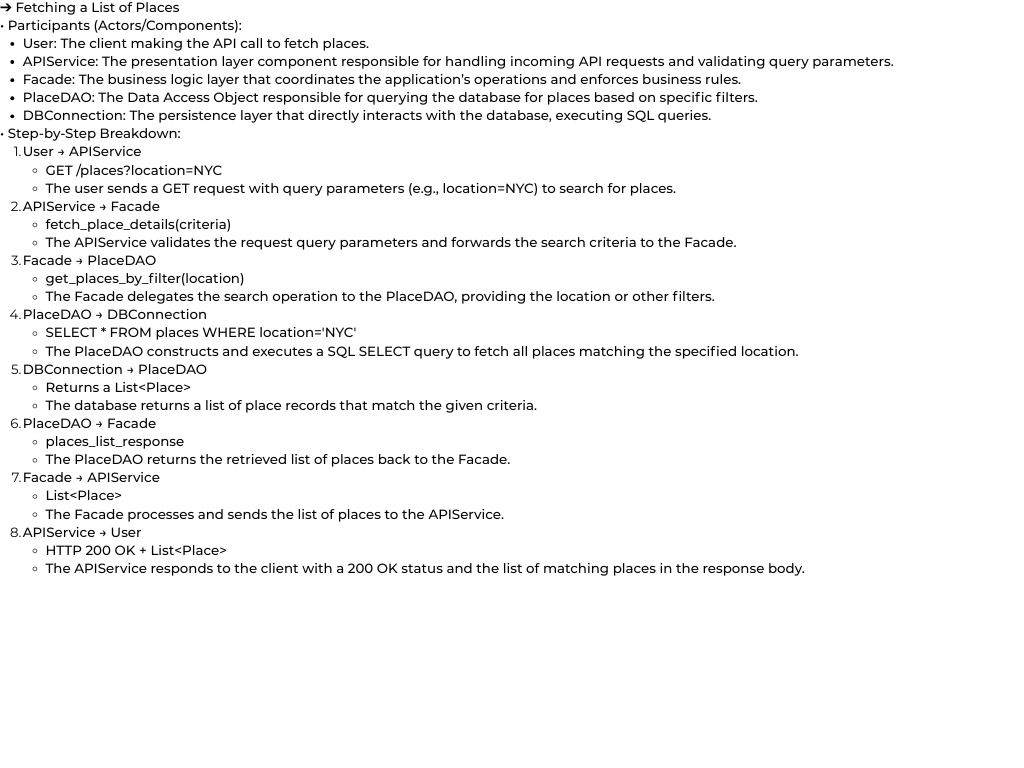 ➔ Fetching a List of Places
• Participants (Actors/Components):
• User: The client making the API call to fetch places.
• APIService: The presentation layer component responsible for handling incoming API requests and validating query parameters.
• Facade: The business logic layer that coordinates the application’s operations and enforces business rules.
• PlaceDAO: The Data Access Object responsible for querying the database for places based on specific filters.
• DBConnection: The persistence layer that directly interacts with the database, executing SQL queries.
• Step-by-Step Breakdown:
1. User → APIService
◦ GET /places?location=NYC
◦ The user sends a GET request with query parameters (e.g., location=NYC) to search for places.
2. APIService → Facade
◦ fetch_place_details(criteria)
◦ The APIService validates the request query parameters and forwards the search criteria to the Facade.
3. Facade → PlaceDAO
◦ get_places_by_filter(location)
◦ The Facade delegates the search operation to the PlaceDAO, providing the location or other filters.
4. PlaceDAO → DBConnection
◦ SELECT * FROM places WHERE location='NYC'
◦ The PlaceDAO constructs and executes a SQL SELECT query to fetch all places matching the specified location.
5. DBConnection → PlaceDAO
◦ Returns a List<Place>
◦ The database returns a list of place records that match the given criteria.
6. PlaceDAO → Facade
◦ places_list_response
◦ The PlaceDAO returns the retrieved list of places back to the Facade.
7. Facade → APIService
◦ List<Place>
◦ The Facade processes and sends the list of places to the APIService.
8. APIService → User
◦ HTTP 200 OK + List<Place>
◦ The APIService responds to the client with a 200 OK status and the list of matching places in the response body.